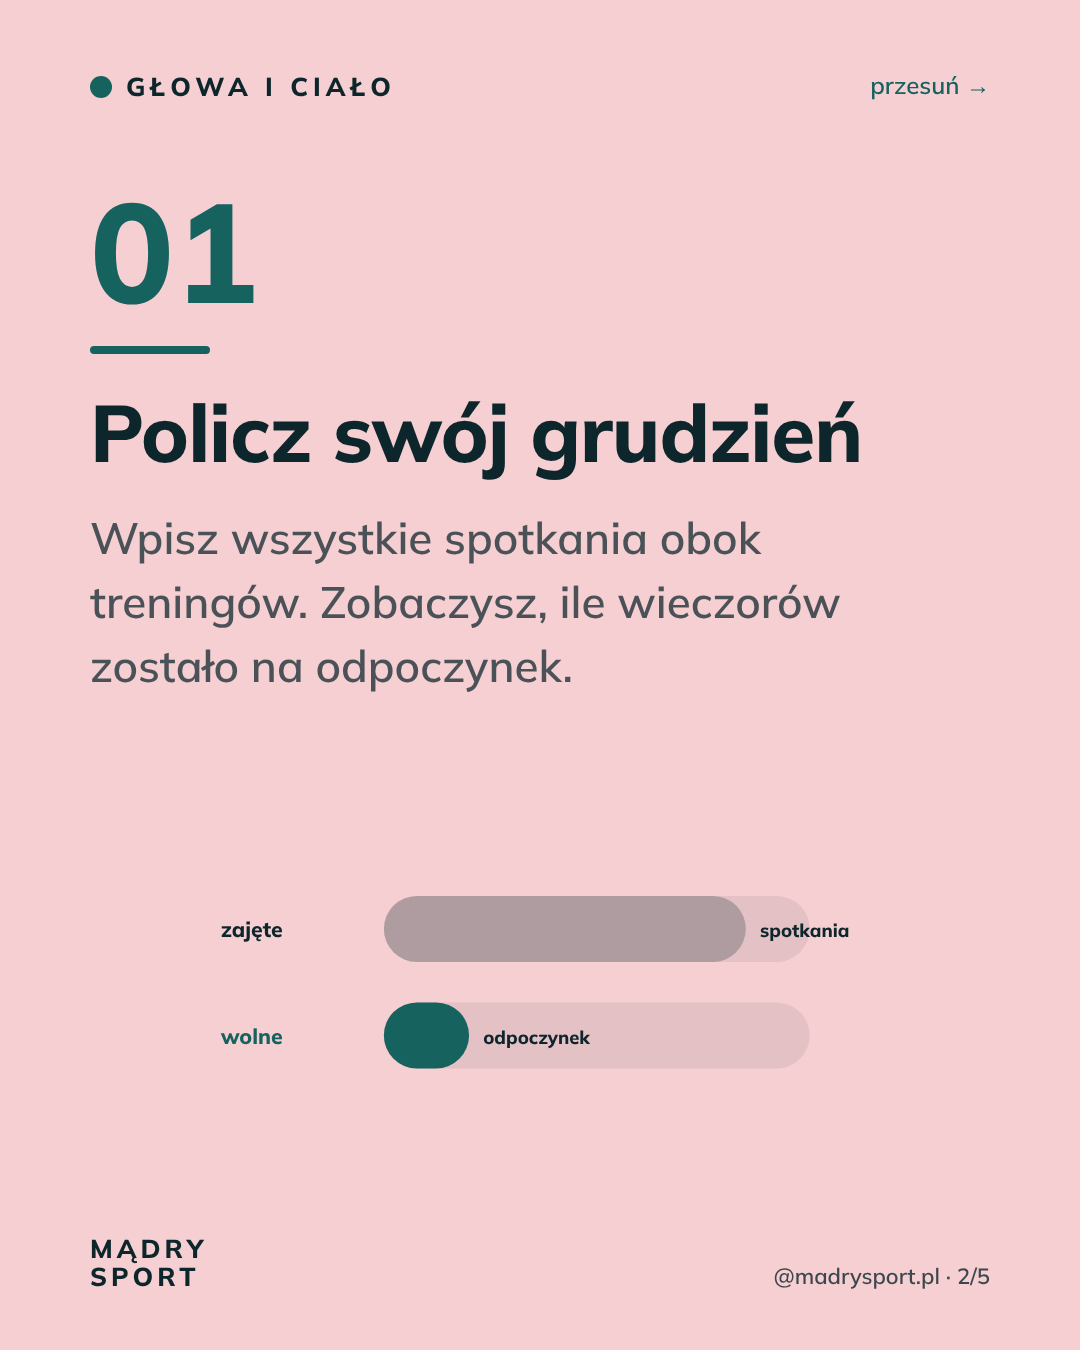 GŁOWA I CIAŁO
przesuń →
01
Policz swój grudzień
Wpisz wszystkie spotkania obok
treningów. Zobaczysz, ile wieczorów
zostało na odpoczynek.
zajęte
spotkania
wolne
odpoczynek
MĄDRY
SPORT
@madrysport.pl · 2/5